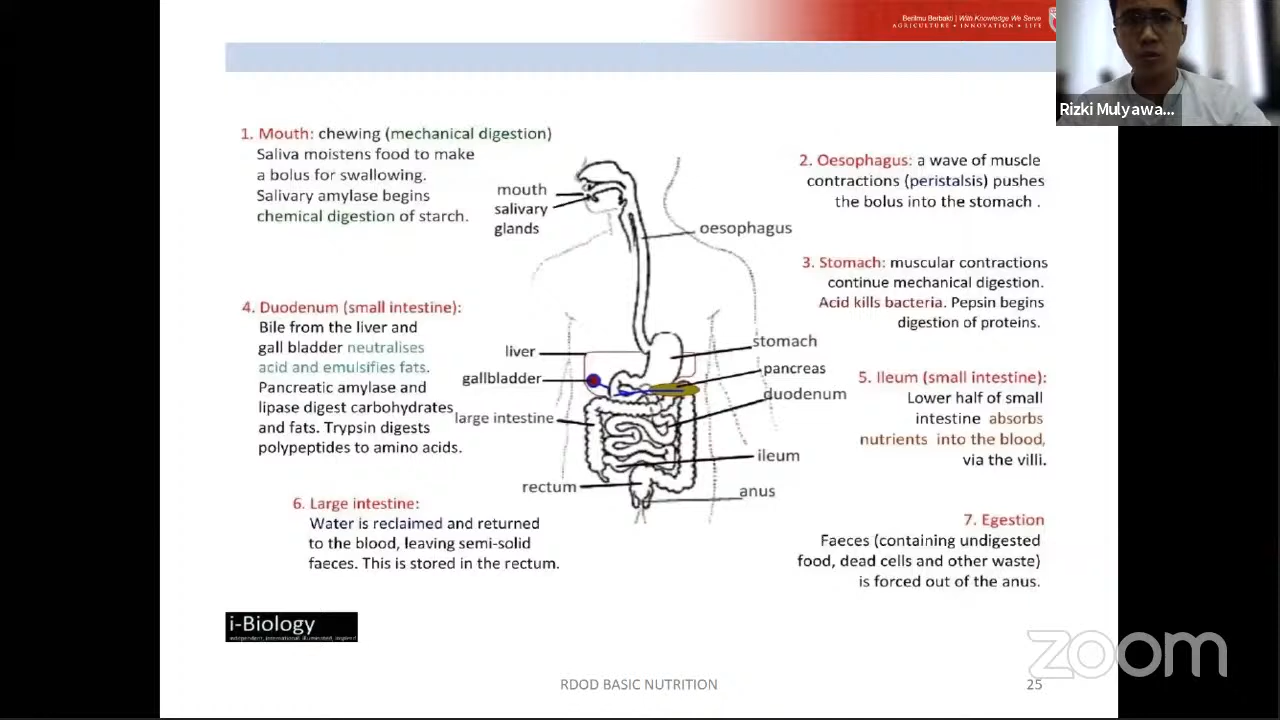 Berilmu Berbakti | With Knowledge We Serve
AGRICULTURE • INNOVATION • LIFE
Rizki Mulyawa...
1. Mouth: chewing (mechanical digestion)
Saliva moistens food to make
a bolus for swallowing.
Salivary amylase begins
chemical digestion of starch.
2. Oesophagus: a wave of muscle
contractions (peristalsis) pushes
the bolus into the stomach .
3. Stomach: muscular contractions
continue mechanical digestion.
Acid kills bacteria. Pepsin begins
digestion of proteins.
4. Duodenum (small intestine):
Bile from the liver and
gall bladder neutralises
acid and emulsifies fats.
Pancreatic amylase and
lipase digest carbohydrates
and fats. Trypsin digests
polypeptides to amino acids.
5. Ileum (small intestine):
Lower half of small
intestine absorbs
nutrients into the blood,
via the villi.
6. Large intestine:
Water is reclaimed and returned
to the blood, leaving semi-solid
faeces. This is stored in the rectum.
7. Egestion
Faeces (containing undigested
food, dead cells and other waste)
is forced out of the anus.
mouth
salivary
glands
oesophagus
liver
gallbladder
large intestine
rectum
stomach
pancreas
duodenum
ileum
anus
i-Biology
independent, international, illuminated,
zoom
RDOD BASIC NUTRITION
25